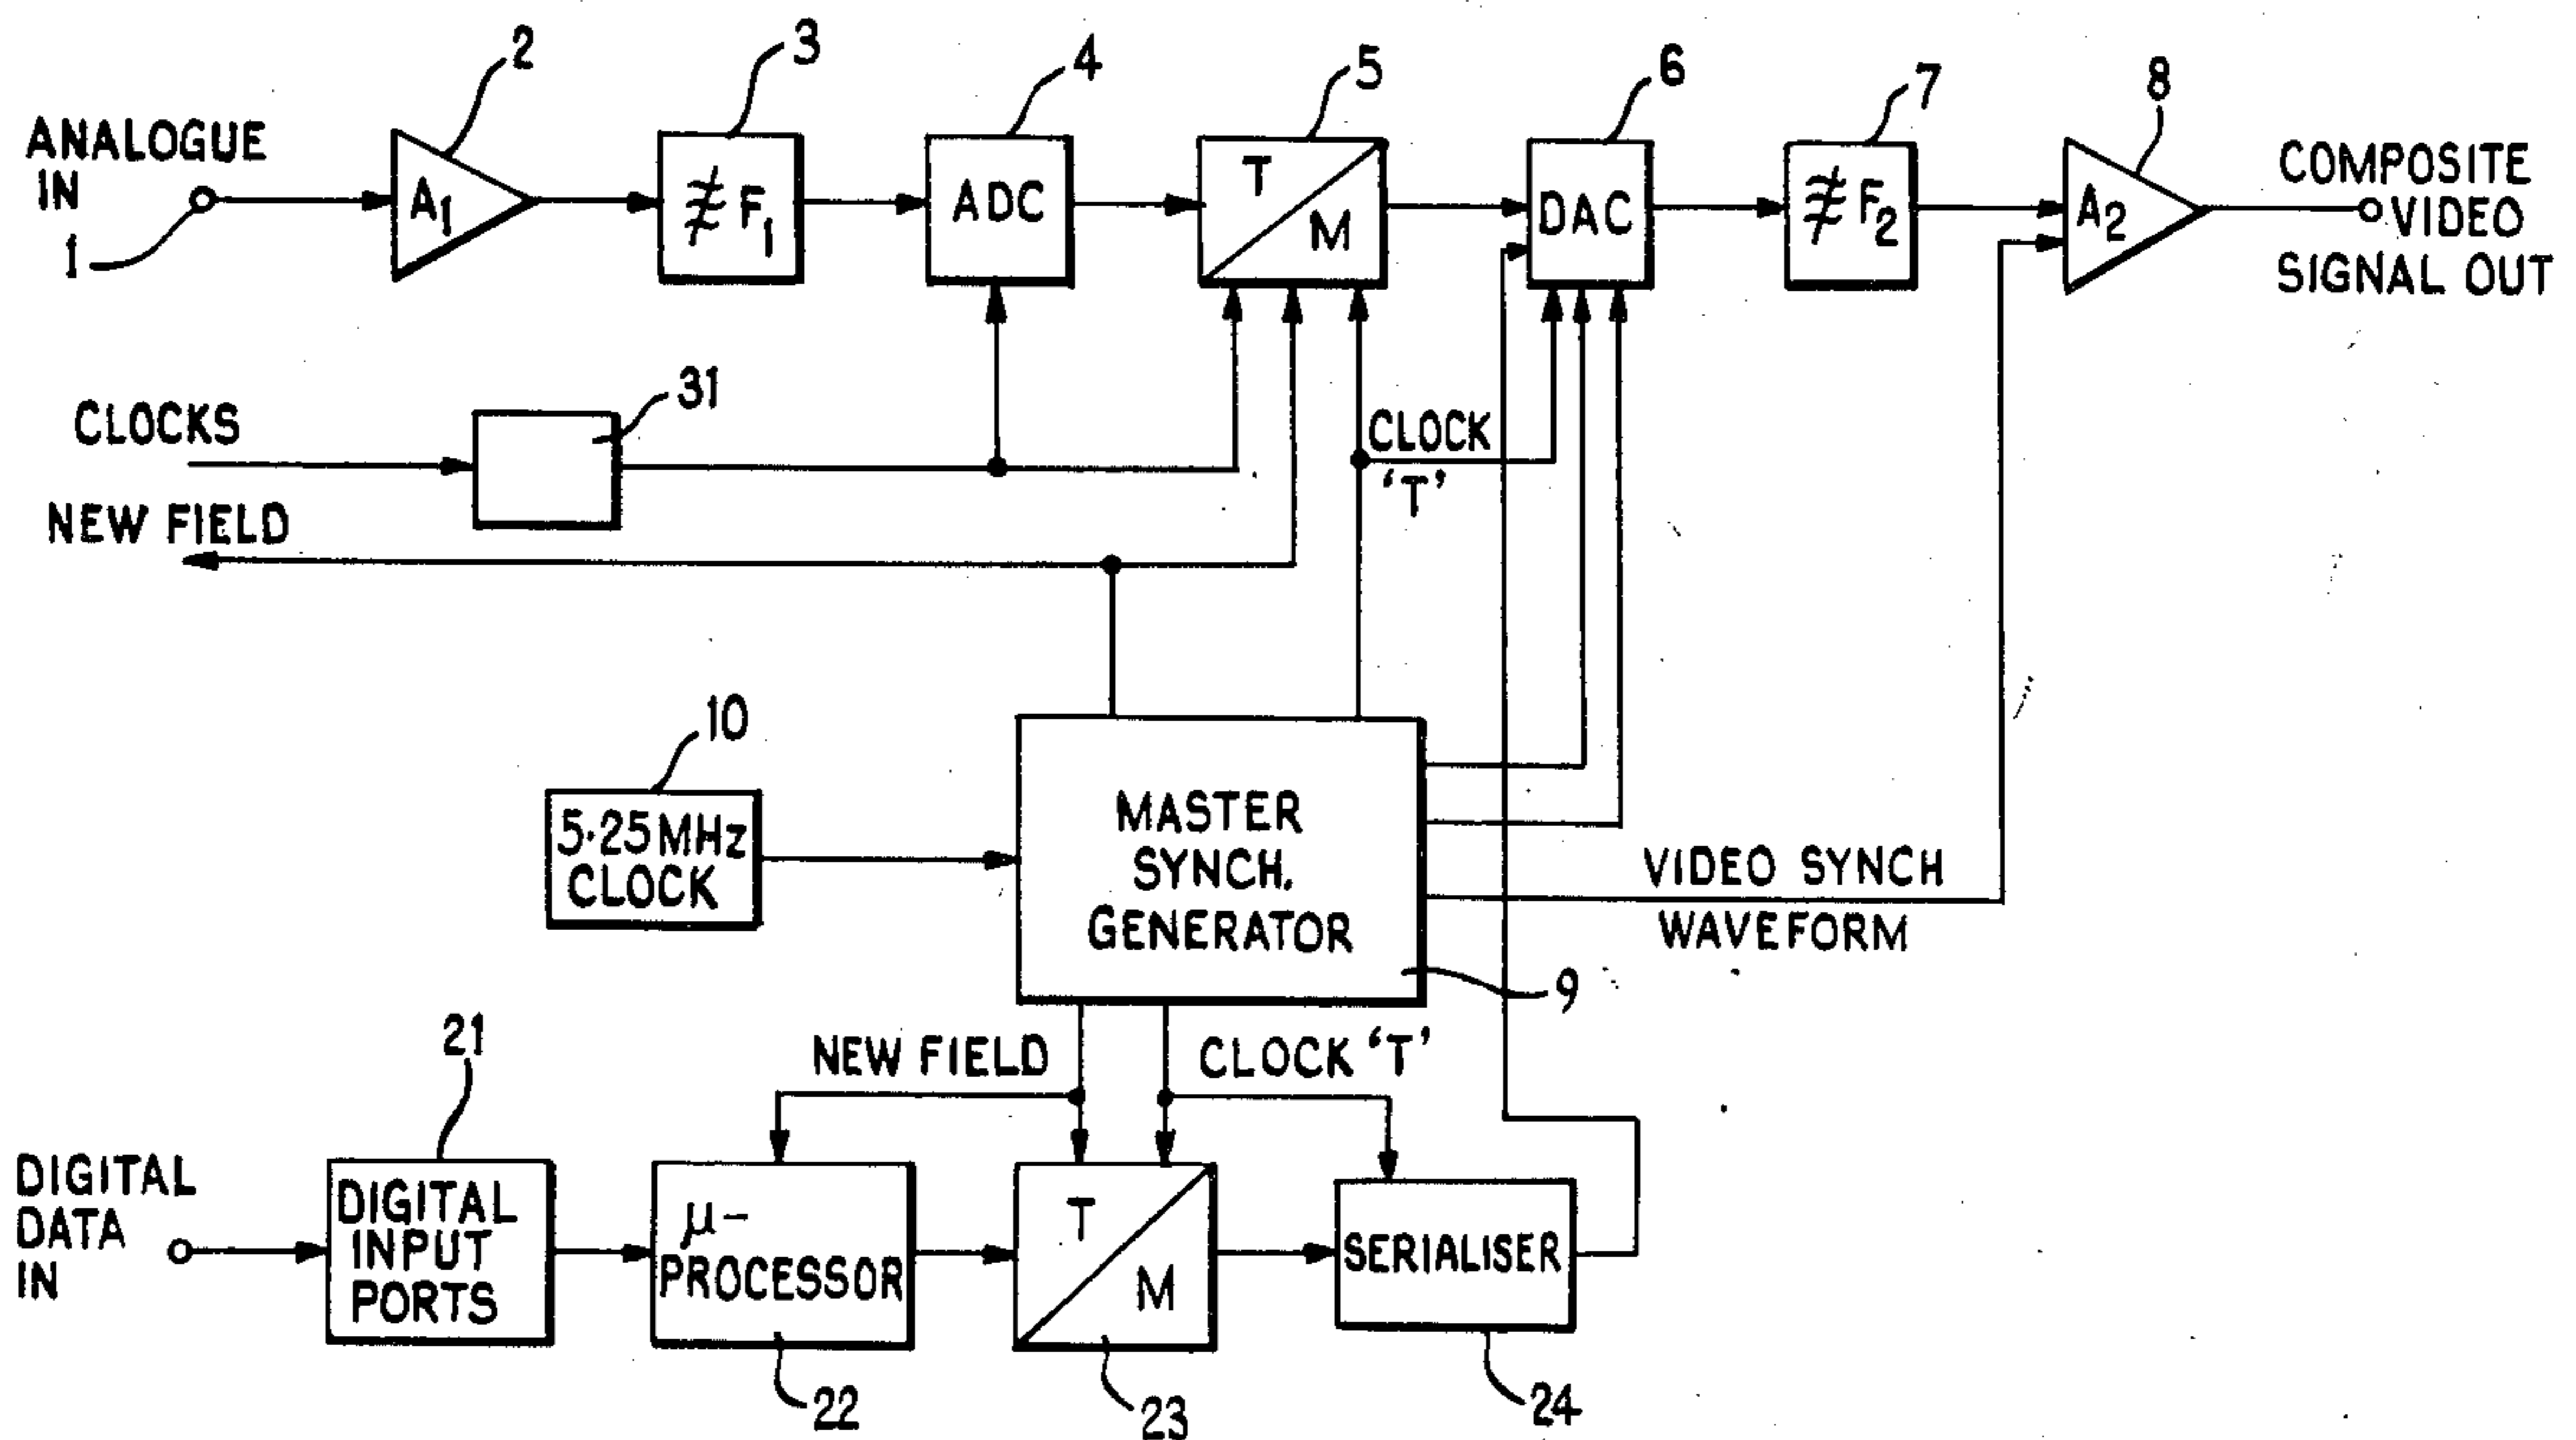 2
3
4
5
6
7
8
ANALOGUE
IN
1
A1
F1
ADC
T
M
DAC
F2
A2
COMPOSITE
VIDEO
SIGNAL OUT
CLOCKS
31
CLOCK
'T'
NEW FIELD
10
5·25MHz
CLOCK
MASTER
SYNCH.
GENERATOR
VIDEO SYNCH
WAVEFORM
9
21
NEW FIELD
CLOCK 'T'
DIGITAL
DATA
IN
DIGITAL
INPUT
PORTS
μ-
PROCESSOR
T
M
SERIALISER
22
23
24